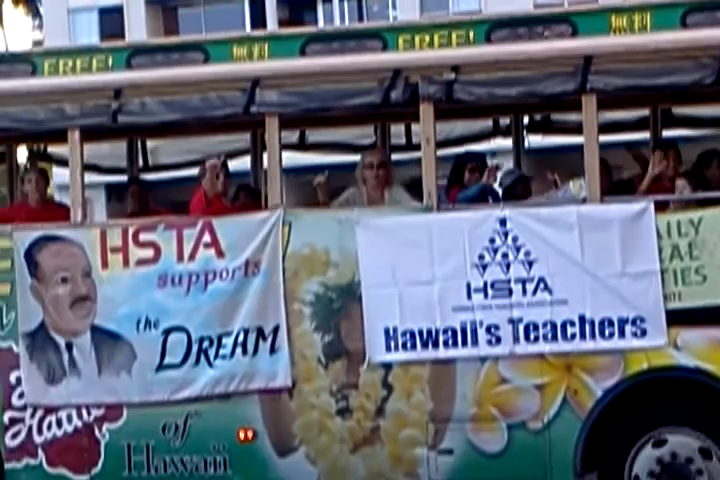 FREE!
無料
FREE!
無料
HSTA
supports
the
DREAM
HSTA
Hawaii's Teachers
of
Hawaii